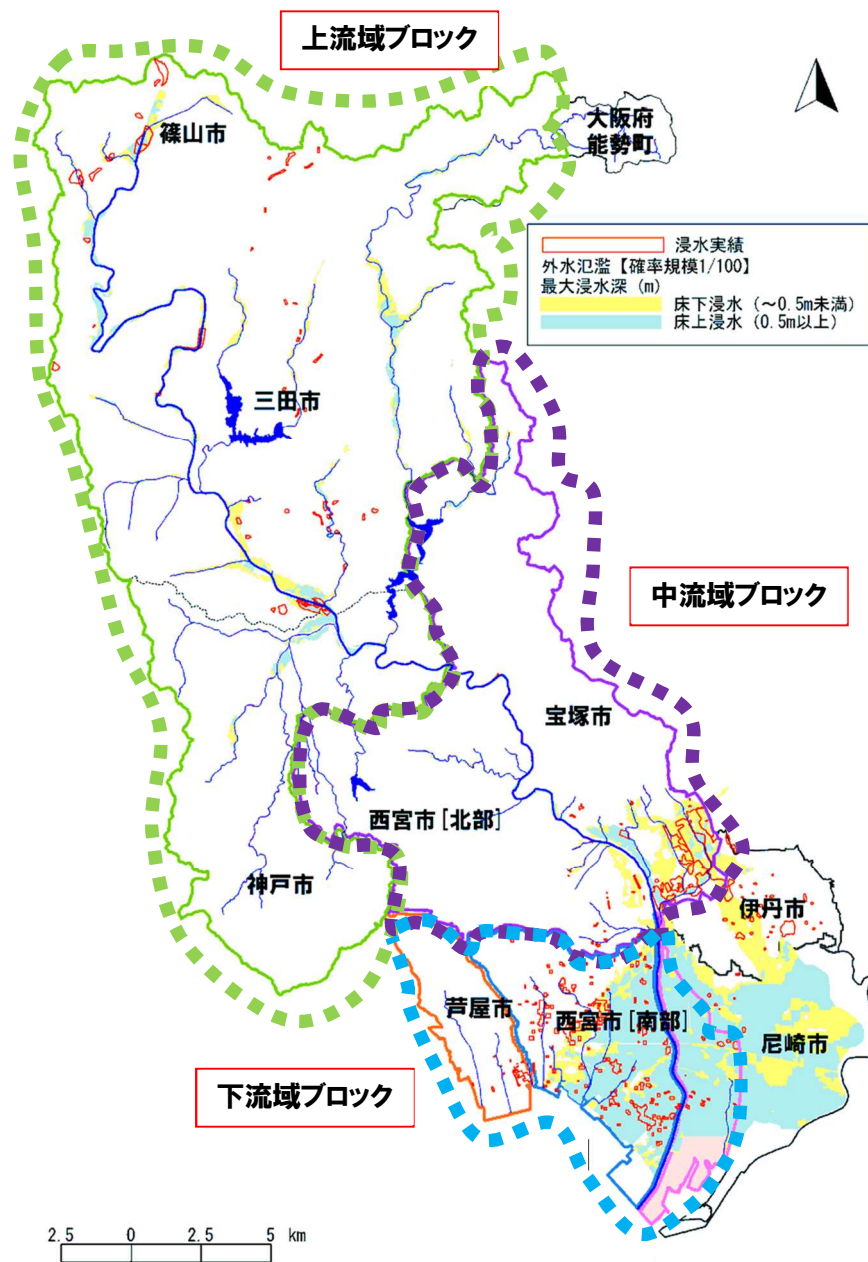 上流域ブロック
大阪府
能勢町
篠山市
浸水実績
外水氾濫【確率規模1/100】
最大浸水深 (m)
床下浸水 (~0.5m未満)
床上浸水 (0.5m以上)
三田市
中流域ブロック
宝塚市
西宮市[北部]
神戸市
伊丹市
芦屋市
西宮市[南部]
尼崎市
下流域ブロック
2.5 0 2.5 5 km